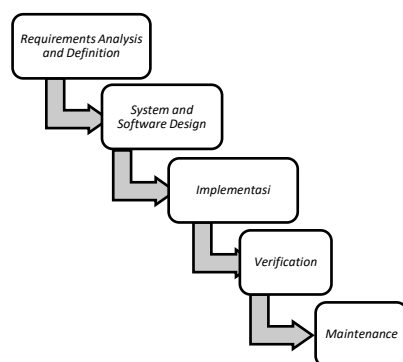 Requirements Analysis
and Definition
System and
Software Design
Implementasi
Verification
Maintenance